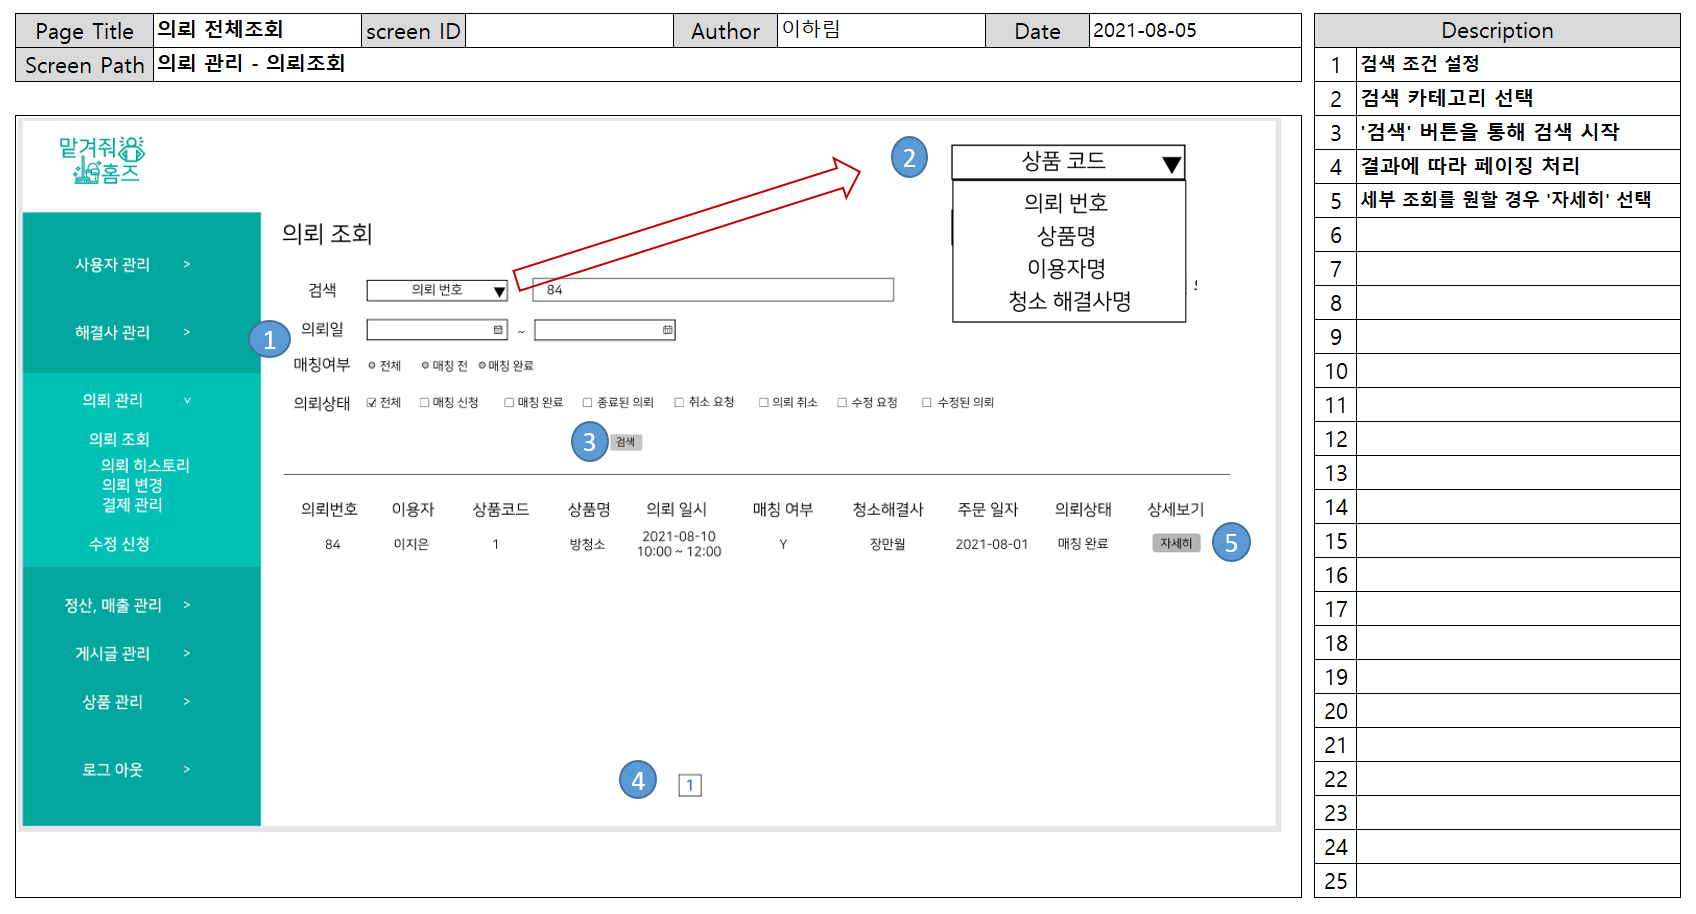 Page Title 의뢰 전체조회 screen ID Author 이하림 Date 2021-08-05
Screen Path 의뢰 관리 - 의뢰조회
맡겨줘
홈즈
사용자 관리 >
해결사 관리 >
의뢰 관리 v
의뢰 조회
의뢰 히스토리
의뢰 변경
결제 관리
수정 신청
정산, 매출 관리 >
게시글 관리 >
상품 관리 >
로그 아웃 >
의뢰 조회
검색 의뢰 번호 ▼ 84
1 의뢰일 ~
매칭여부 전체 매칭 전 매칭 완료
의뢰상태 전체 매칭 신청 매칭 완료 종료된 의뢰 취소 요청 의뢰 취소 수정 요청 수정된 의뢰
3 검색
2 상품 코드 ▼
의뢰 번호
상품명
이용자명
청소 해결사명
의뢰번호 이용자 상품코드 상품명 의뢰 일시 매칭 여부 청소해결사 주문 일자 의뢰상태 상세보기
84 이지은 1 방청소 2021-08-10 10:00 ~ 12:00 Y 장만월 2021-08-01 매칭 완료 자세히 5
4 1
Description
1 검색 조건 설정
2 검색 카테고리 선택
3 '검색' 버튼을 통해 검색 시작
4 결과에 따라 페이징 처리
5 세부 조회를 원할 경우 '자세히' 선택
6
7
8
9
10
11
12
13
14
15
16
17
18
19
20
21
22
23
24
25